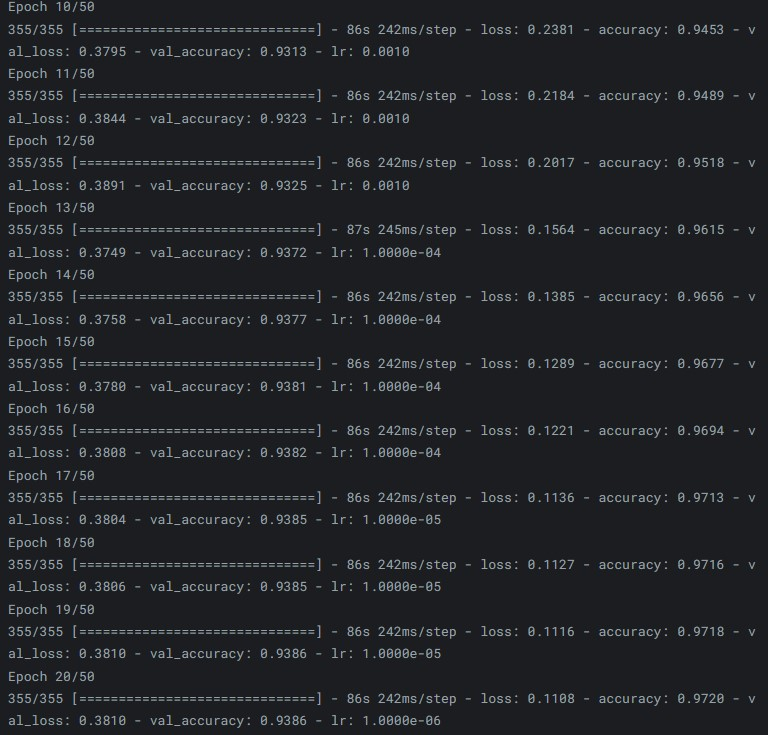 Epoch 10/50
355/355 [==============================] - 86s 242ms/step - loss: 0.2381 - accuracy: 0.9453 - v
al_loss: 0.3795 - val_accuracy: 0.9313 - lr: 0.0010
Epoch 11/50
355/355 [==============================] - 86s 242ms/step - loss: 0.2184 - accuracy: 0.9489 - v
al_loss: 0.3844 - val_accuracy: 0.9323 - lr: 0.0010
Epoch 12/50
355/355 [==============================] - 86s 242ms/step - loss: 0.2017 - accuracy: 0.9518 - v
al_loss: 0.3891 - val_accuracy: 0.9325 - lr: 0.0010
Epoch 13/50
355/355 [==============================] - 87s 245ms/step - loss: 0.1564 - accuracy: 0.9615 - v
al_loss: 0.3749 - val_accuracy: 0.9372 - lr: 1.0000e-04
Epoch 14/50
355/355 [==============================] - 86s 242ms/step - loss: 0.1385 - accuracy: 0.9656 - v
al_loss: 0.3758 - val_accuracy: 0.9377 - lr: 1.0000e-04
Epoch 15/50
355/355 [==============================] - 86s 242ms/step - loss: 0.1289 - accuracy: 0.9677 - v
al_loss: 0.3780 - val_accuracy: 0.9381 - lr: 1.0000e-04
Epoch 16/50
355/355 [==============================] - 86s 242ms/step - loss: 0.1221 - accuracy: 0.9694 - v
al_loss: 0.3808 - val_accuracy: 0.9382 - lr: 1.0000e-04
Epoch 17/50
355/355 [==============================] - 86s 242ms/step - loss: 0.1136 - accuracy: 0.9713 - v
al_loss: 0.3804 - val_accuracy: 0.9385 - lr: 1.0000e-05
Epoch 18/50
355/355 [==============================] - 86s 242ms/step - loss: 0.1127 - accuracy: 0.9716 - v
al_loss: 0.3806 - val_accuracy: 0.9385 - lr: 1.0000e-05
Epoch 19/50
355/355 [==============================] - 86s 242ms/step - loss: 0.1116 - accuracy: 0.9718 - v
al_loss: 0.3810 - val_accuracy: 0.9386 - lr: 1.0000e-05
Epoch 20/50
355/355 [==============================] - 86s 242ms/step - loss: 0.1108 - accuracy: 0.9720 - v
al_loss: 0.3810 - val_accuracy: 0.9386 - lr: 1.0000e-06